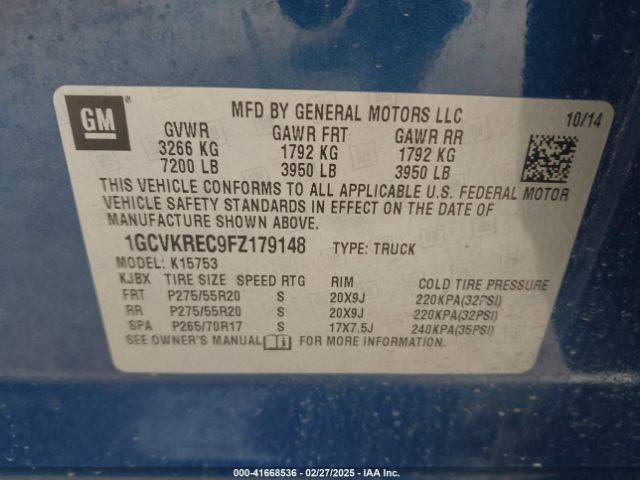 GM
MFD BY GENERAL MOTORS LLC 10/14
GVWR GAWR FRT GAWR RR
3266 KG 1792 KG 1792 KG
7200 LB 3950 LB 3950 LB
THIS VEHICLE CONFORMS TO ALL APPLICABLE U.S. FEDERAL MOTOR
VEHICLE SAFETY STANDARDS IN EFFECT ON THE DATE OF
MANUFACTURE SHOWN ABOVE.
1GCVKREC9FZ179148 TYPE: TRUCK
MODEL: K15753
KJBX TIRE SIZE SPEED RTG RIM COLD TIRE PRESSURE
FRT P275/55R20 S 20X9J 220KPA(32PSI)
RR P275/55R20 S 20X9J 220KPA(32PSI)
SPA P265/70R17 S 17X7.5J 240KPA(35PSI)
SEE OWNER'S MANUAL FOR MORE INFORMATION.
000-41668536 - 02/27/2025 - IAA Inc.